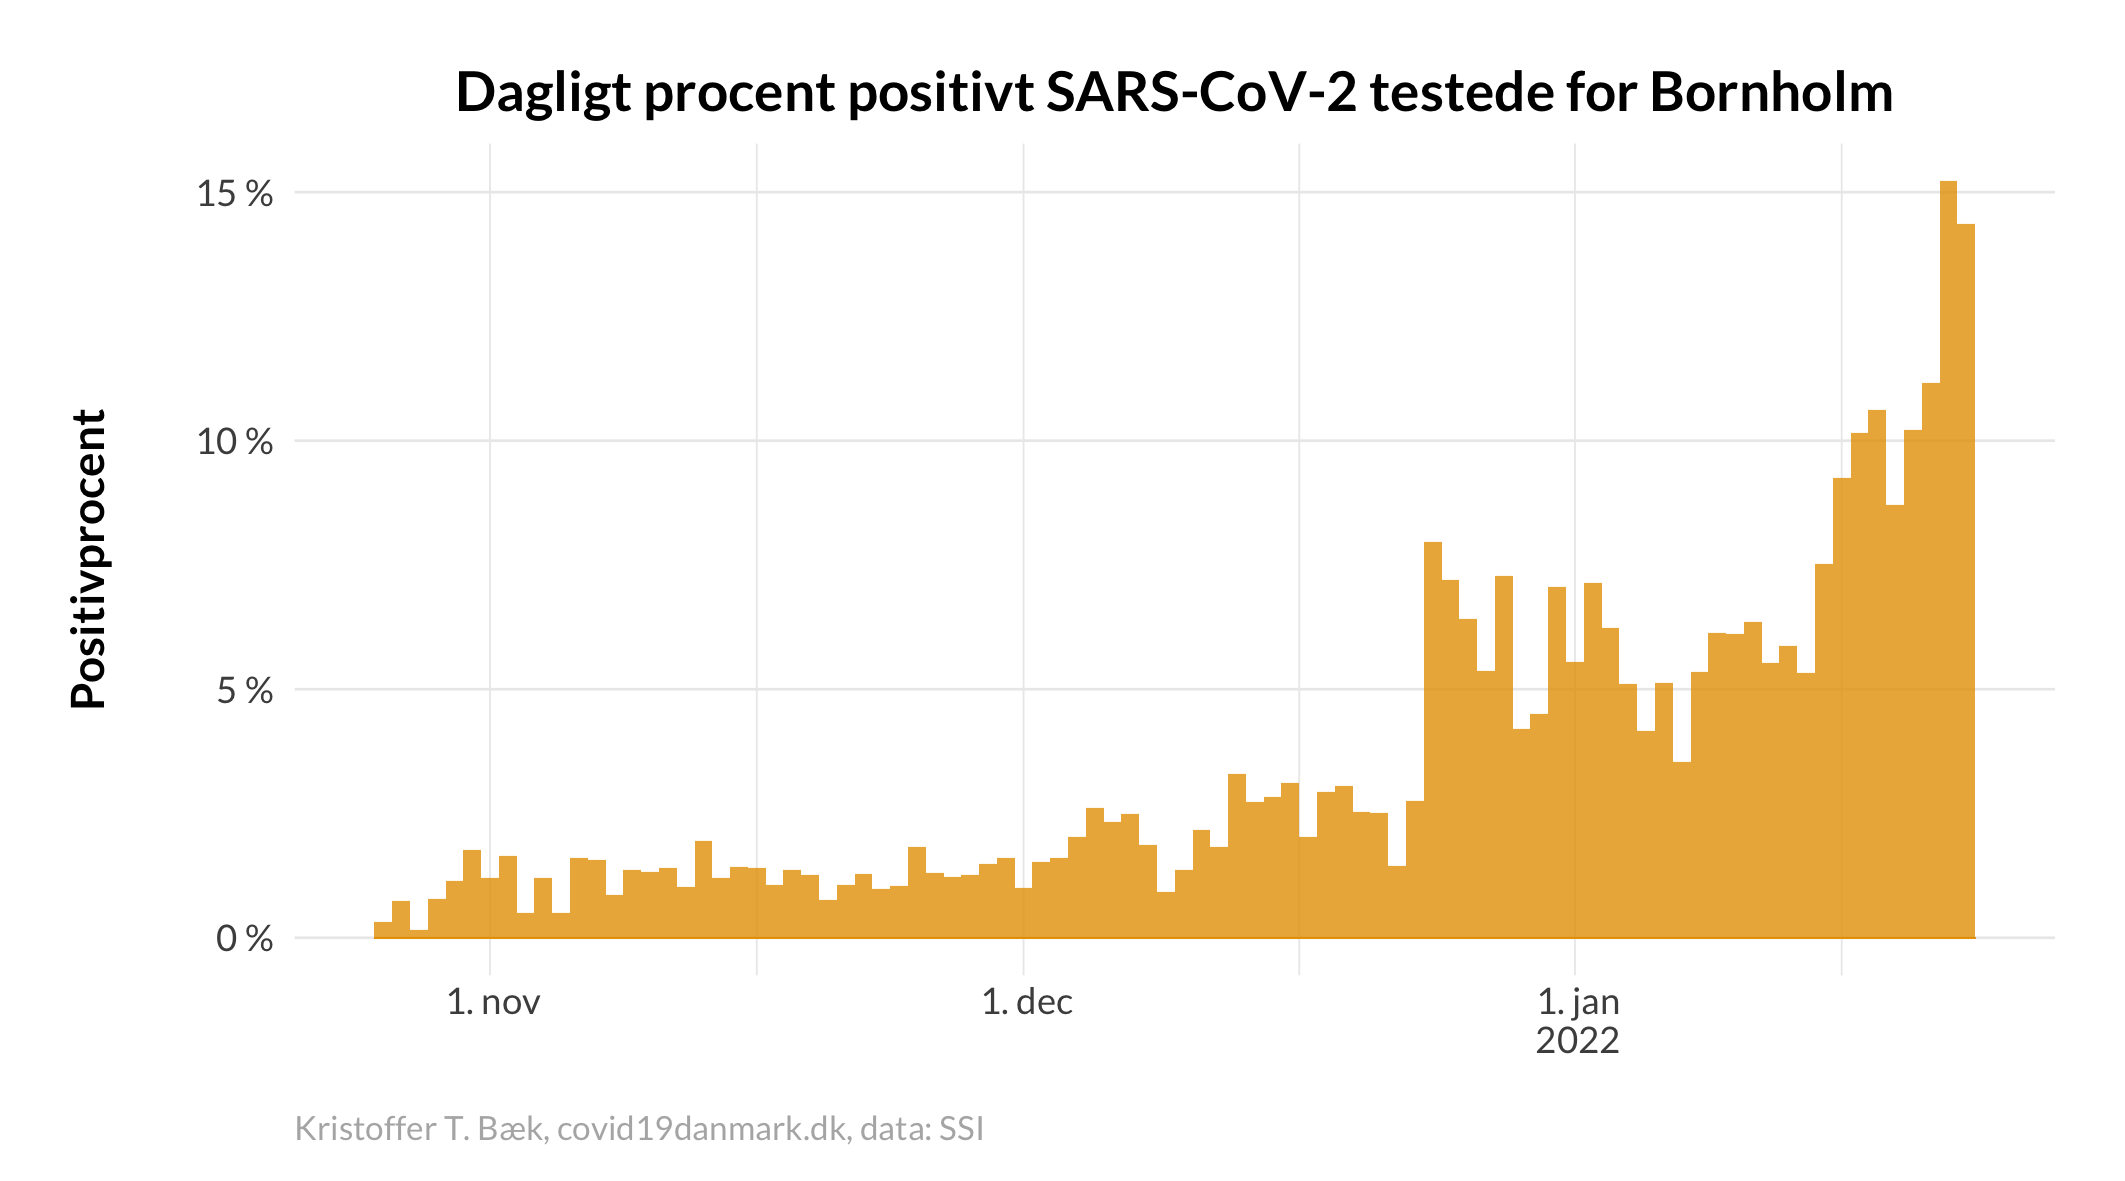 Dagligt procent positivt SARS-CoV-2 testede for Bornholm
Positivprocent
15 %
10 %
5 %
0 %
1. nov
1. dec
1. jan
2022
Kristoffer T. Bæk, covid19danmark.dk, data: SSI